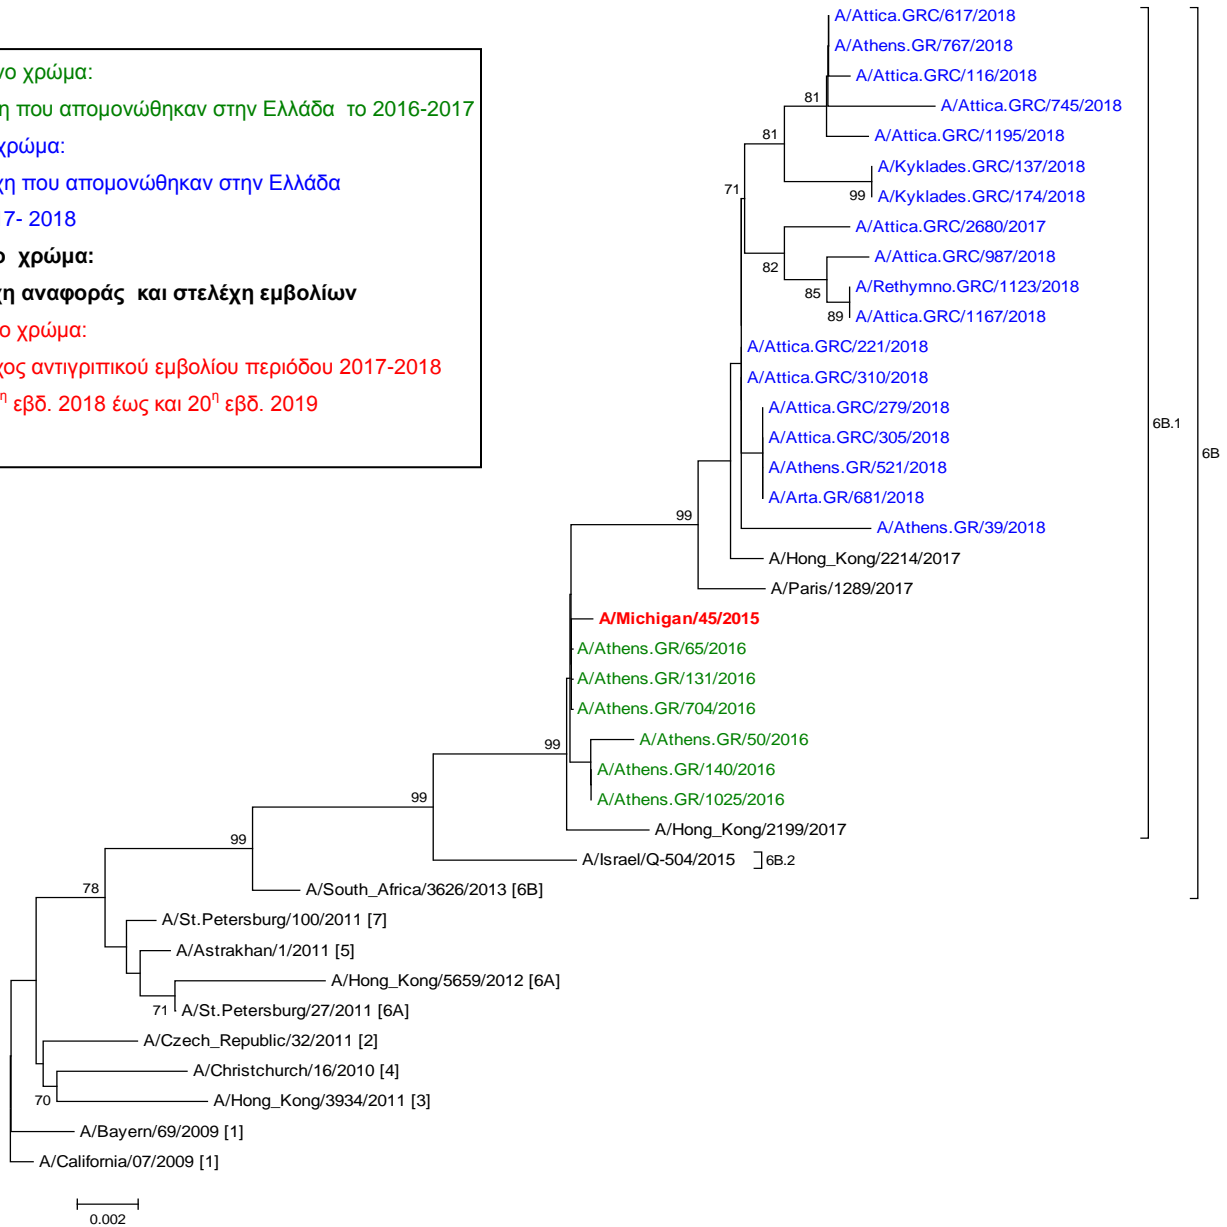 χρώμα:
που απομονώθηκαν στην Ελλάδα το 2016-2017
χρώμα:
που απομονώθηκαν στην Ελλάδα
7- 2018
χρώμα:
αναφοράς και στελέχη εμβολίων
χρώμα:
αντιγριπικού εμβολίου περιόδου 2017-2018
εβδ. 2018 έως και 20η εβδ. 2019
A/Attica.GRC/617/2018
A/Athens.GR/767/2018
A/Attica.GRC/116/2018
81
A/Attica.GRC/745/2018
A/Attica.GRC/1195/2018
81
A/Kyklades.GRC/137/2018
99
A/Kyklades.GRC/174/2018
71
A/Attica.GRC/2680/2017
82
A/Attica.GRC/987/2018
85
A/Rethymno.GRC/1123/2018
89
A/Attica.GRC/1167/2018
A/Attica.GRC/221/2018
A/Attica.GRC/310/2018
A/Attica.GRC/279/2018
A/Attica.GRC/305/2018
A/Athens.GR/521/2018
A/Arta.GR/681/2018
A/Athens.GR/39/2018
99
A/Hong_Kong/2214/2017
A/Paris/1289/2017
A/Michigan/45/2015
A/Athens.GR/65/2016
A/Athens.GR/131/2016
A/Athens.GR/704/2016
A/Athens.GR/50/2016
99
A/Athens.GR/140/2016
A/Athens.GR/1025/2016
A/Hong_Kong/2199/2017
99
A/Israel/Q-504/2015
6B.2
99
A/South_Africa/3626/2013 [6B]
78
A/St.Petersburg/100/2011 [7]
A/Astrakhan/1/2011 [5]
A/Hong_Kong/5659/2012 [6A]
71
A/St.Petersburg/27/2011 [6A]
A/Czech_Republic/32/2011 [2]
A/Christchurch/16/2010 [4]
70
A/Hong_Kong/3934/2011 [3]
A/Bayern/69/2009 [1]
A/California/07/2009 [1]
6B.1
6B
0.002